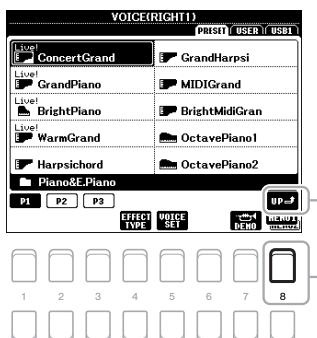 VOICE(RIGHT1)
PRESET USER USB1
Live! ConcertGrand GrandHarpsi
Live! GrandPiano MIDIGrand
Live! BrightPiano BrightMidiGran
Live! WarmGrand OctavePiano1
Harpsichord OctavePiano2
Piano&E.Piano
P1 P2 P3 UP
EFFECT TYPE VOICE SET DEMO MENU1 MENU2
1 2 3 4 5 6 7 8